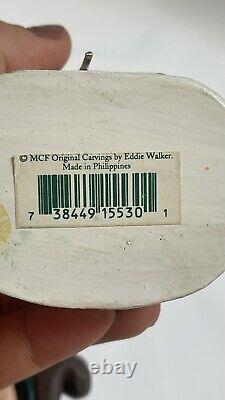 © MCF Original Carvings by Eddie Walker.
Made in Philippines
7 38449 15530 1